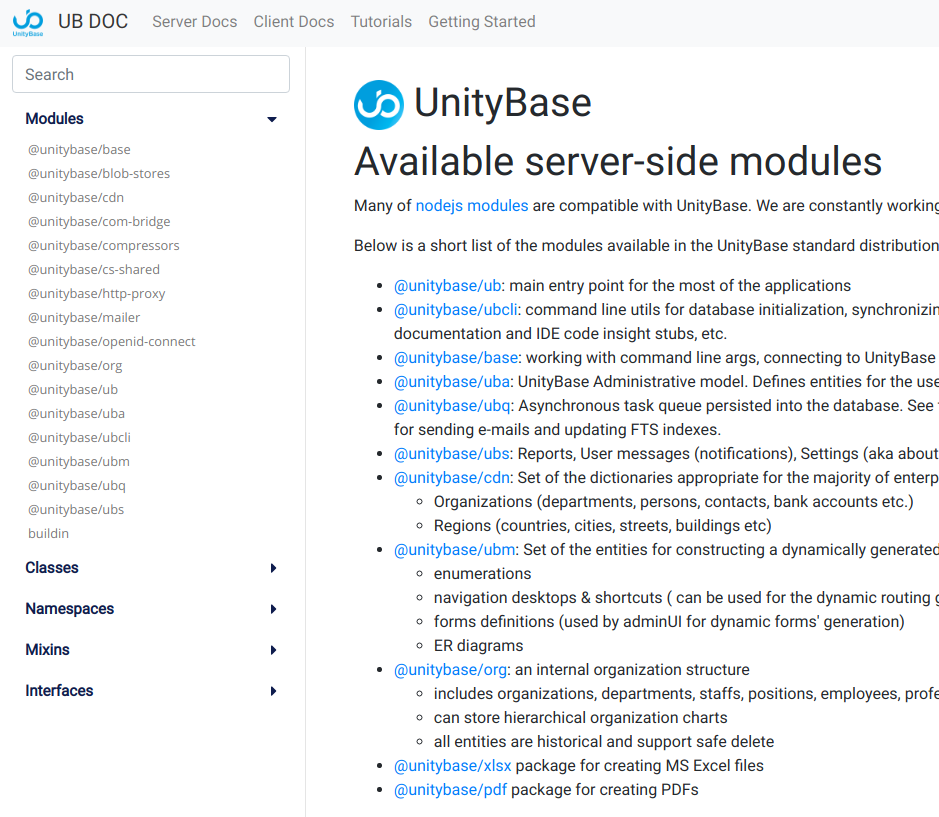 UnityBase
UB DOC Server Docs Client Docs Tutorials Getting Started
Search
Modules
@unitybase/base
@unitybase/blob-stores
@unitybase/cdn
@unitybase/com-bridge
@unitybase/compressors
@unitybase/cs-shared
@unitybase/http-proxy
@unitybase/mailer
@unitybase/openid-connect
@unitybase/org
@unitybase/ub
@unitybase/uba
@unitybase/ubcli
@unitybase/ubm
@unitybase/ubq
@unitybase/ubs
buildin
Classes
Namespaces
Mixins
Interfaces
UnityBase
Available server-side modules
Many of nodejs modules are compatible with UnityBase. We are constantly working
Below is a short list of the modules available in the UnityBase standard distribution
@unitybase/ub: main entry point for the most of the applications
@unitybase/ubcli: command line utils for database initialization, synchronizin
documentation and IDE code insight stubs, etc.
@unitybase/base: working with command line args, connecting to UnityBase
@unitybase/uba: UnityBase Administrative model. Defines entities for the use
@unitybase/ubq: Asynchronous task queue persisted into the database. See
for sending e-mails and updating FTS indexes.
@unitybase/ubs: Reports, User messages (notifications), Settings (aka about
@unitybase/cdn: Set of the dictionaries appropriate for the majority of enterp
Organizations (departments, persons, contacts, bank accounts etc.)
Regions (countries, cities, streets, buildings etc)
@unitybase/ubm: Set of the entities for constructing a dynamically generated
enumerations
navigation desktops & shortcuts ( can be used for the dynamic routing g
forms definitions (used by adminUI for dynamic forms' generation)
ER diagrams
@unitybase/org: an internal organization structure
includes organizations, departments, staffs, positions, employees, profe
can store hierarchical organization charts
all entities are historical and support safe delete
@unitybase/xlsx package for creating MS Excel files
@unitybase/pdf package for creating PDFs